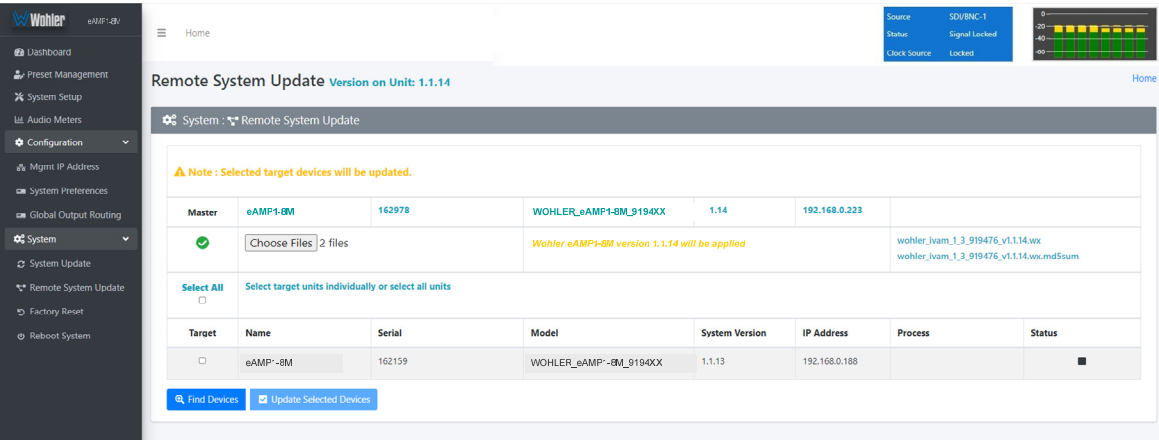 Wohler eAMP1-8M
Dashboard
Preset Management
System Setup
Audio Meters
Configuration
Mgmt IP Address
System Preferences
Global Output Routing
System
System Update
Remote System Update
Factory Reset
Reboot System
Home
Source SDI/BNC-1
Status Signal Locked
Clock Source Locked
0
-20
-40
-60
Remote System Update Version on Unit: 1.1.14
Home
System : Remote System Update
Note : Selected target devices will be updated.
Master eAMP1-8M 162978 WOHLER_eAMP1-8M_9194XX 1.14 192.168.0.223
Choose Files 2 files Wohler eAMP1-8M version 1.1.14 will be applied wohler_ivam_1_3_919476_v1.1.14.wx
wohler_ivam_1_3_919476_v1.1.14.wx.md5sum
Select All Select target units individually or select all units
Target Name Serial Model System Version IP Address Process Status
eAMP1-8M 162159 WOHLER_eAMP1-8M_9194XX 1.1.13 192.168.0.188
Find Devices Update Selected Devices